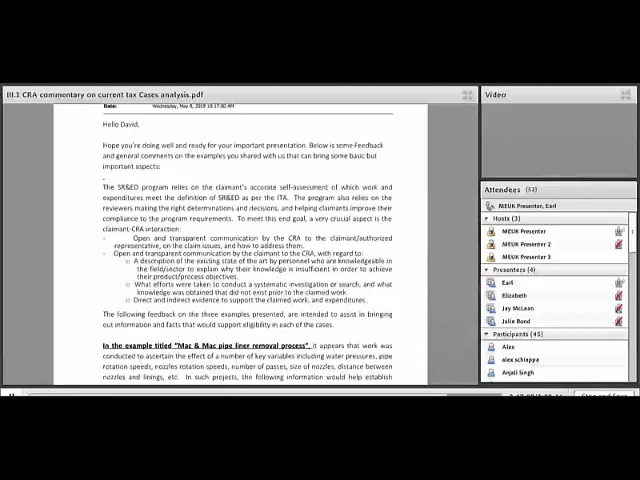 III.1 CRA commentary on current tax Cases analysis.pdf
Date: Wednesday, May 8, 2019 10:17:00 AM
Hello David,
Hope you're doing well and ready for your important presentation. Below is some Feedback
and general comments on the examples you shared with us that can bring some basic but
important aspects:
-
The SR&ED program relies on the claimant's accurate self-assessment of which work and
expenditures meet the definition of SR&ED as per the ITA. The program also relies on the
reviewers making the right determinations and decisions, and helping claimants improve their
compliance to the program requirements. To meet this end goal, a very crucial aspect is the
claimant-CRA interaction:
- Open and transparent communication by the CRA to the claimant/authorized
representative, on the claim issues, and how to address them.
- Open and transparent communication by the claimant to the CRA, with regard to:
o A description of the existing state of the art by personnel who are knowledgeable in
the field/sector to explain why their knowledge is insufficient in order to achieve
their product/process objectives.
o What efforts were taken to conduct a systematic investigation or search, and what
knowledge was obtained that did not exist prior to the claimed work.
o Direct and indirect evidence to support the claimed work, and expenditures.
The following feedback on the three examples presented, are intended to assist in bringing
out information and facts that would support eligibility in each of the cases.
In the example titled "Mac & Mac pipe liner removal process", it appears that work
was conducted to ascertain the effect of a number of key variables including water pressures, pipe
rotation speeds, nozzles rotation speeds, number of passes, size of nozzles, distance between
nozzles and linings, etc. In such projects, the following information would help establish
Video
Attendees (52)
MEUK Presenter, Earl
Hosts (3)
MEUK Presenter
MEUK Presenter 2
MEUK Presenter 3
Presenters (4)
Earl
Elizabeth
Jay McLean
Julie Bond
Participants (45)
Alex
alex schiappa
Anjali Singh